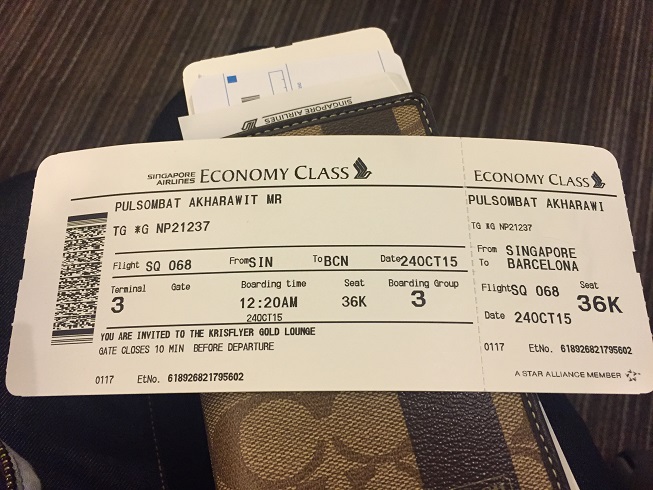 SINGAPORE AIRLINES
SINGAPORE AIRLINES ECONOMY CLASS
PULSOMBAT AKHARAWIT MR
TG *G NP21237
Flight SQ 068 From SIN To BCN Date 24OCT15
Terminal Gate Boarding time Seat Boarding Group
3 12:20AM 36K 3
24OCT15
YOU ARE INVITED TO THE KRISFLYER GOLD LOUNGE
GATE CLOSES 10 MIN BEFORE DEPARTURE
0117 EtNo. 618926821795602
ECONOMY CLASS
PULSOMBAT AKHARAWI
TG *G NP21237
From SINGAPORE
To BARCELONA
Flight SQ 068 Seat 36K
Date 24OCT15
0117 EtNo. 618926821795602
A STAR ALLIANCE MEMBER